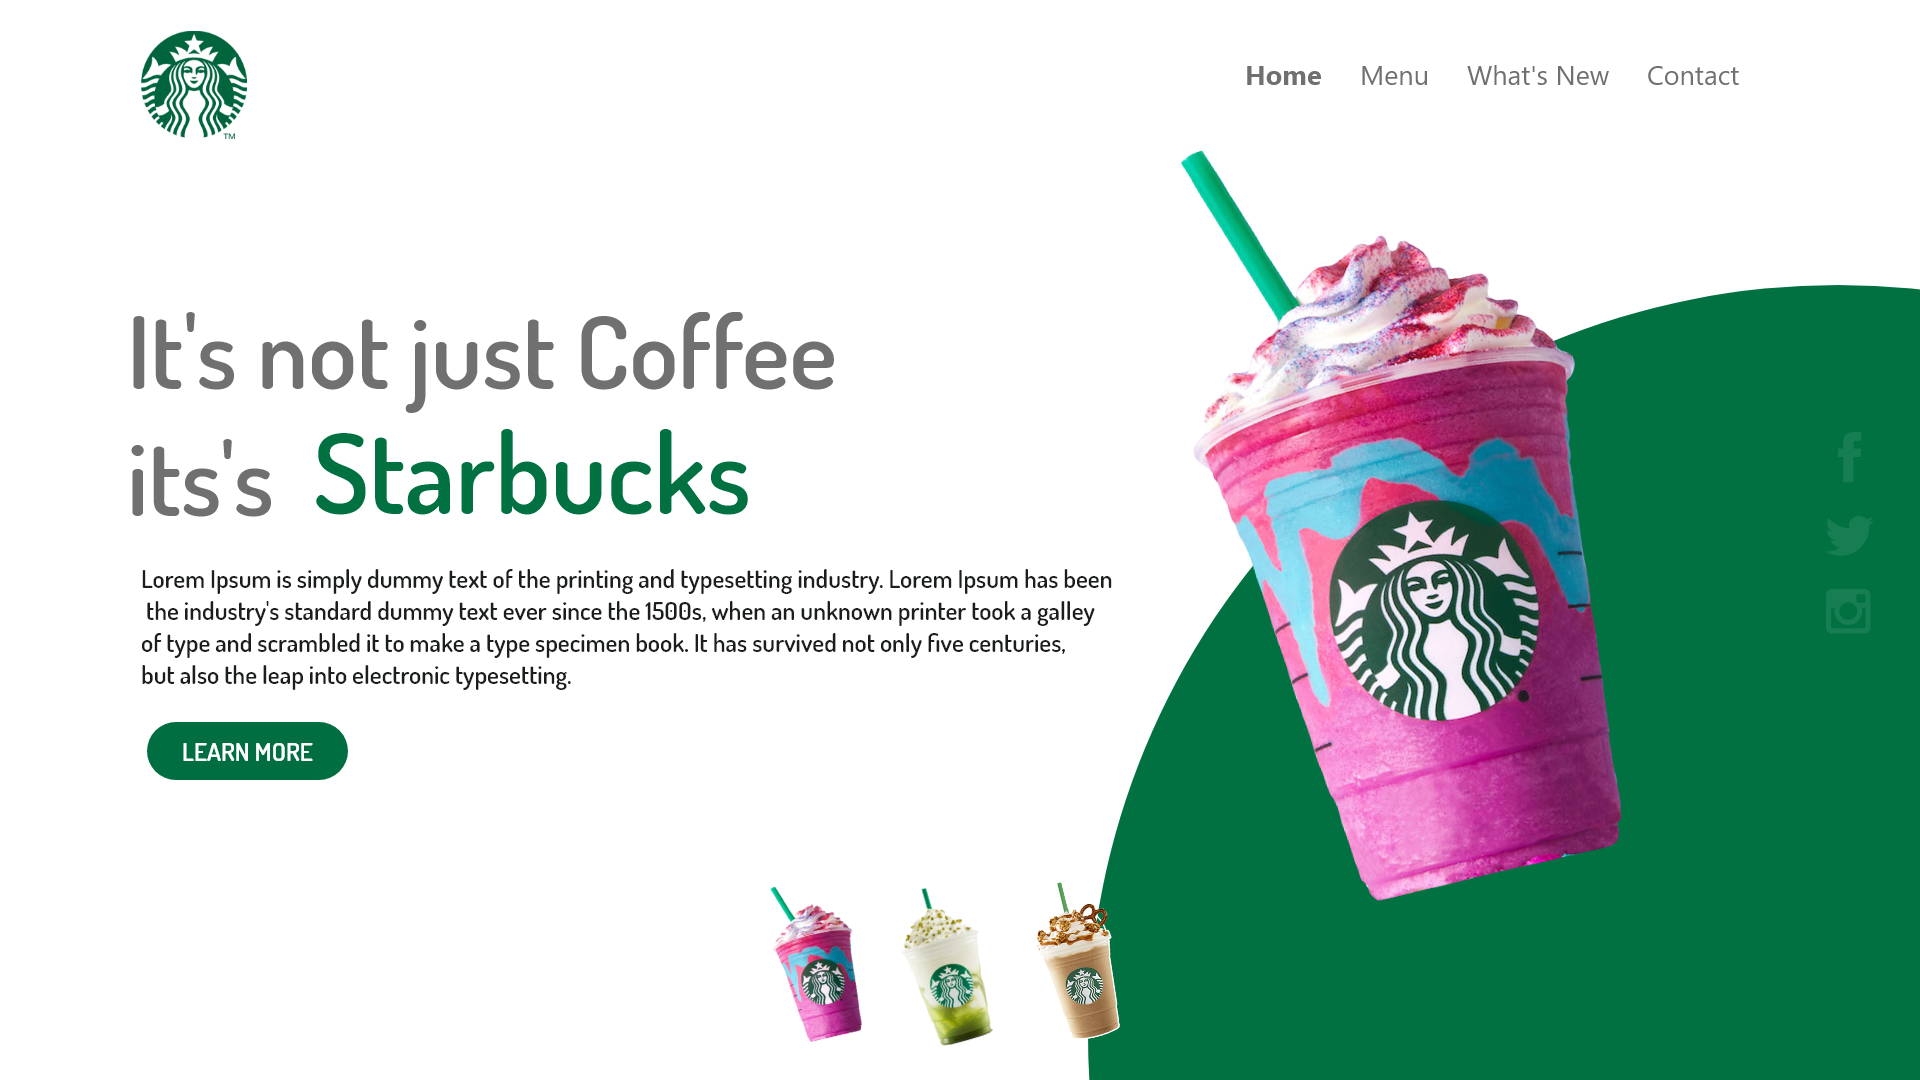 Home Menu What's New Contact
It's not just Coffee
its's Starbucks
Lorem Ipsum is simply dummy text of the printing and typesetting industry. Lorem Ipsum has been
the industry's standard dummy text ever since the 1500s, when an unknown printer took a galley
of type and scrambled it to make a type specimen book. It has survived not only five centuries,
but also the leap into electronic typesetting.
LEARN MORE
TM